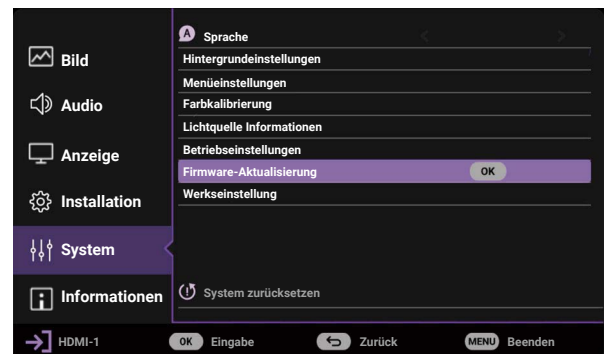 Bild
Audio
Anzeige
Installation
System
Informationen
A Sprache
Hintergrundeinstellungen
Menüeinstellungen
Farbkalibrierung
Lichtquelle Informationen
Betriebseinstellungen
Firmware-Aktualisierung OK
Werkseinstellung
System zurücksetzen
HDMI-1 OK Eingabe Zurück MENU Beenden